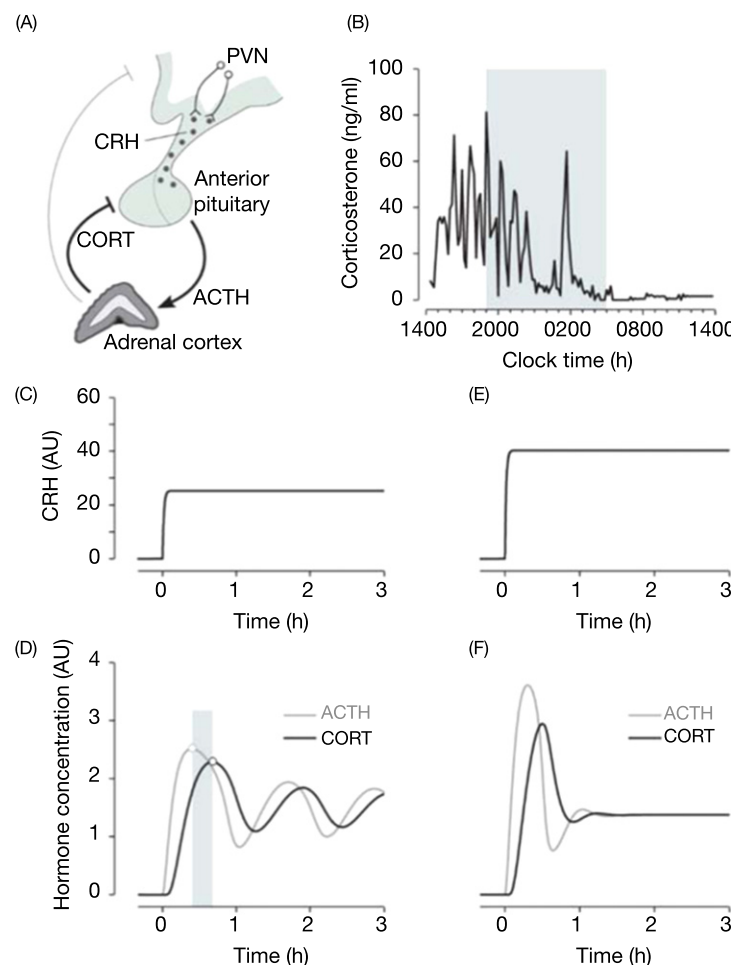 (A)
PVN
CRH
Anterior
pituitary
CORT
ACTH
Adrenal cortex
(B)
100
80
60
40
20
0
Corticosterone (ng/ml)
1400 2000 0200 0800 1400
Clock time (h)
(C)
60
40
20
0
CRH (AU)
0 1 2 3
Time (h)
(E)
0 1 2 3
Time (h)
(D)
4
3
2
1
0
Hormone concentration (AU)
ACTH
CORT
0 1 2 3
Time (h)
(F)
ACTH
CORT
0 1 2 3
Time (h)